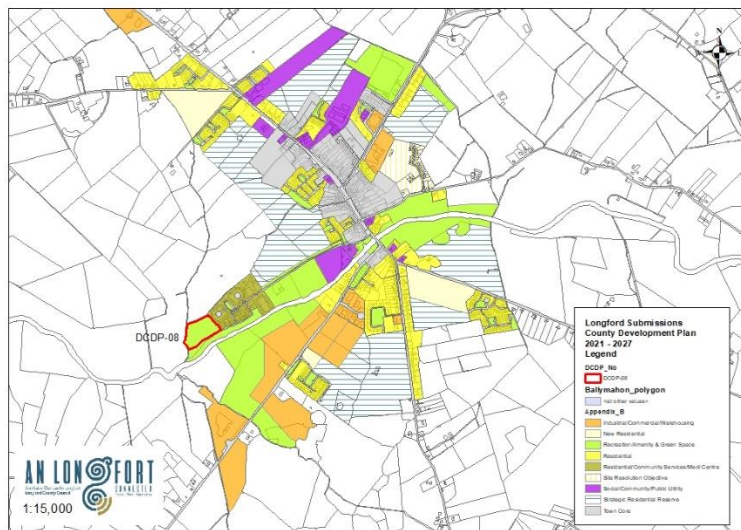 DCDP-08
AN LONGFORT
CONNECTED
Longford County Council
1:15,000
Longford Submissions
County Development Plan
2021 - 2027
Legend
DCDP_No
DCDP-08
Ballymahon_polygon
<all other values>
Appendix_B
Industrial/Commercial/Warehousing
New Residential
Recreation/Amenity & Green Space
Residential
Residential/Community Services/Medi Centre
Site Resolution Objective
Social/Community/Public Utility
Strategic Residential Reserve
Town Core